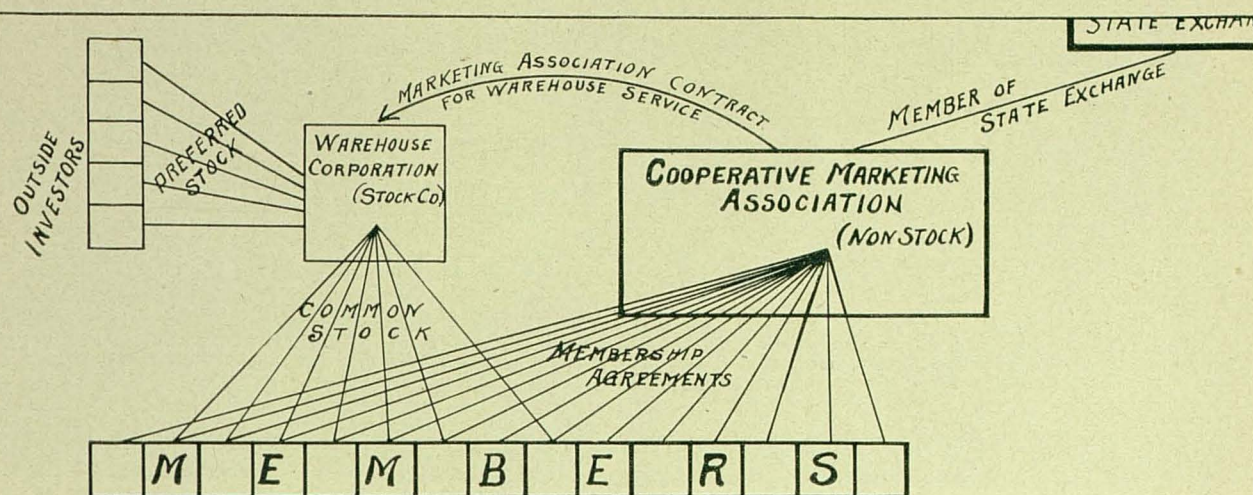 STATE
MARKETING ASSOCIATION CONTRACT
FOR WAREHOUSE SERVICE
MEMBER OF
STATE EXCHANGE
OUTSIDE
INVESTORS
PREFERRED
STOCK
WAREHOUSE
CORPORATION
(STOCK CO)
COOPERATIVE MARKETING
ASSOCIATION
(NON STOCK)
COMMON
STOCK
MEMBERSHIP
AGREEMENTS
MEMBERS